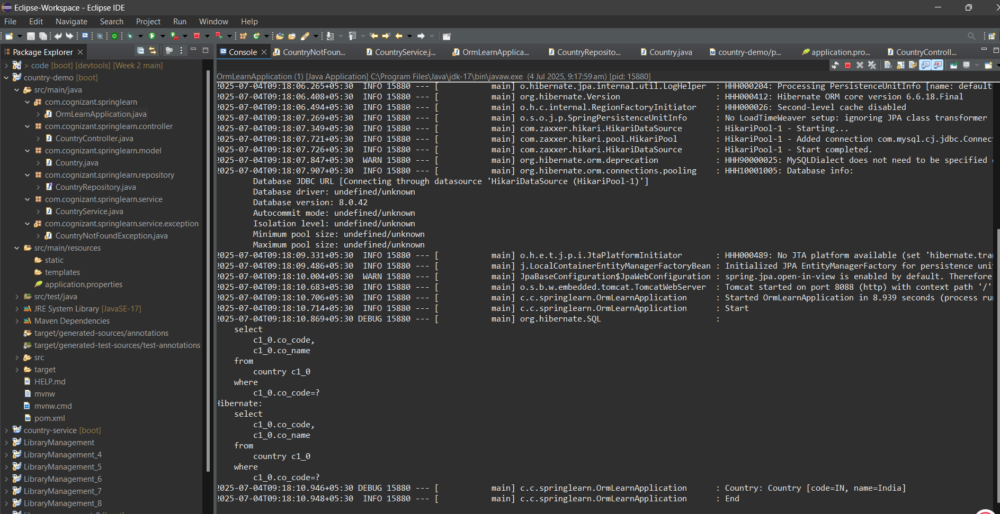 Eclipse-Workspace - Eclipse IDE
File Edit Navigate Search Project Run Window Help
Package Explorer
> code [boot] [devtools] [Week 2 main]
country-demo [boot]
src/main/java
com.cognizant.springlearn
OrmLearnApplication.java
com.cognizant.springlearn.controller
CountryController.java
com.cognizant.springlearn.model
Country.java
com.cognizant.springlearn.repository
CountryRepository.java
com.cognizant.springlearn.service
CountryService.java
com.cognizant.springlearn.service.exception
CountryNotFoundException.java
src/main/resources
static
templates
application.properties
src/test/java
JRE System Library [JavaSE-17]
Maven Dependencies
target/generated-sources/annotations
target/generated-test-sources/test-annotations
src
target
HELP.md
mvnw
mvnw.cmd
pom.xml
country-service [boot]
LibraryManagement
LibraryManagement_4
LibraryManagement_5
LibraryManagement_6
LibraryManagement_7
LibraryManagement_8
Console CountryNotFoun... CountryService.j... OrmLearnApplica... CountryReposito... Country.java country-demo/p... application.pro... CountryControll...
OrmLearnApplication (1) [Java Application] C:\Program Files\Java\jdk-17\bin\javaw.exe (4 Jul 2025, 9:17:59 am) [pid: 15880]
2025-07-04T09:18:06.265+05:30  INFO 15880 --- [           main] o.hibernate.jpa.internal.util.LogHelper  : HHH000204: Processing PersistenceUnitInfo [name: default
2025-07-04T09:18:06.408+05:30  INFO 15880 --- [           main] org.hibernate.Version                    : HHH000412: Hibernate ORM core version 6.6.18.Final
2025-07-04T09:18:06.494+05:30  INFO 15880 --- [           main] o.h.c.internal.RegionFactoryInitiator    : HHH000026: Second-level cache disabled
2025-07-04T09:18:07.269+05:30  INFO 15880 --- [           main] o.s.o.j.p.SpringPersistenceUnitInfo      : No LoadTimeWeaver setup: ignoring JPA class transformer
2025-07-04T09:18:07.349+05:30  INFO 15880 --- [           main] com.zaxxer.hikari.HikariDataSource       : HikariPool-1 - Starting...
2025-07-04T09:18:07.721+05:30  INFO 15880 --- [           main] com.zaxxer.hikari.pool.HikariPool        : HikariPool-1 - Added connection com.mysql.cj.jdbc.Connec
2025-07-04T09:18:07.726+05:30  INFO 15880 --- [           main] com.zaxxer.hikari.HikariDataSource       : HikariPool-1 - Start completed.
2025-07-04T09:18:07.847+05:30  WARN 15880 --- [           main] org.hibernate.orm.deprecation            : HHH90000025: MySQLDialect does not need to be specified
2025-07-04T09:18:07.907+05:30  INFO 15880 --- [           main] org.hibernate.orm.connections.pooling    : HHH10001005: Database info:
Database JDBC URL [Connecting through datasource 'HikariDataSource (HikariPool-1)']
Database driver: undefined/unknown
Database version: 8.0.42
Autocommit mode: undefined/unknown
Isolation level: undefined/unknown
Minimum pool size: undefined/unknown
Maximum pool size: undefined/unknown
2025-07-04T09:18:09.331+05:30  INFO 15880 --- [           main] o.h.e.t.j.p.i.JtaPlatformInitiator       : HHH000489: No JTA platform available (set 'hibernate.tra
2025-07-04T09:18:09.486+05:30  INFO 15880 --- [           main] j.LocalContainerEntityManagerFactoryBean : Initialized JPA EntityManagerFactory for persistence uni
2025-07-04T09:18:10.004+05:30  WARN 15880 --- [           main] JpaBaseConfiguration$JpaWebConfiguration : spring.jpa.open-in-view is enabled by default. Therefore
2025-07-04T09:18:10.683+05:30  INFO 15880 --- [           main] o.s.b.w.embedded.tomcat.TomcatWebServer  : Tomcat started on port 8088 (http) with context path '/'
2025-07-04T09:18:10.706+05:30  INFO 15880 --- [           main] c.c.springlearn.OrmLearnApplication      : Started OrmLearnApplication in 8.939 seconds (process ru
2025-07-04T09:18:10.714+05:30  INFO 15880 --- [           main] c.c.springlearn.OrmLearnApplication      : Start
2025-07-04T09:18:10.869+05:30 DEBUG 15880 --- [           main] org.hibernate.SQL                        :
select
c1_0.co_code,
c1_0.co_name
from
country c1_0
where
c1_0.co_code=?
Hibernate:
select
c1_0.co_code,
c1_0.co_name
from
country c1_0
where
c1_0.co_code=?
2025-07-04T09:18:10.946+05:30 DEBUG 15880 --- [           main] c.c.springlearn.OrmLearnApplication      : Country: Country [code=IN, name=India]
2025-07-04T09:18:10.948+05:30  INFO 15880 --- [           main] c.c.springlearn.OrmLearnApplication      : End